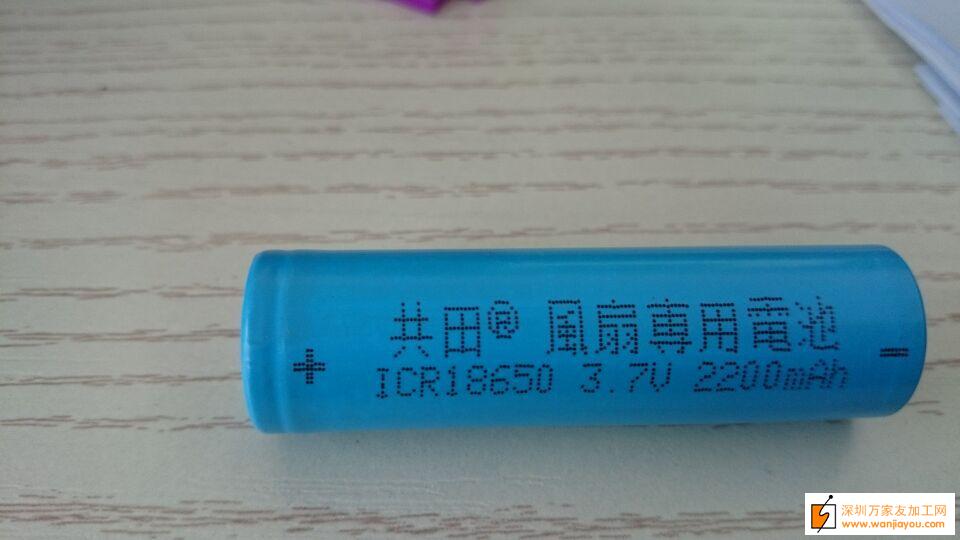 共田® 風扇專用電池
+
=
ICR18650 3.7V 2200mAh
深圳万家友加工网
www.wanjiayou.com